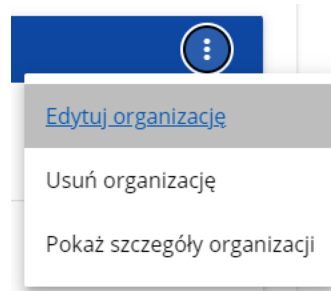 Edytuj organizację
Usuń organizację
Pokaż szczegóły organizacji